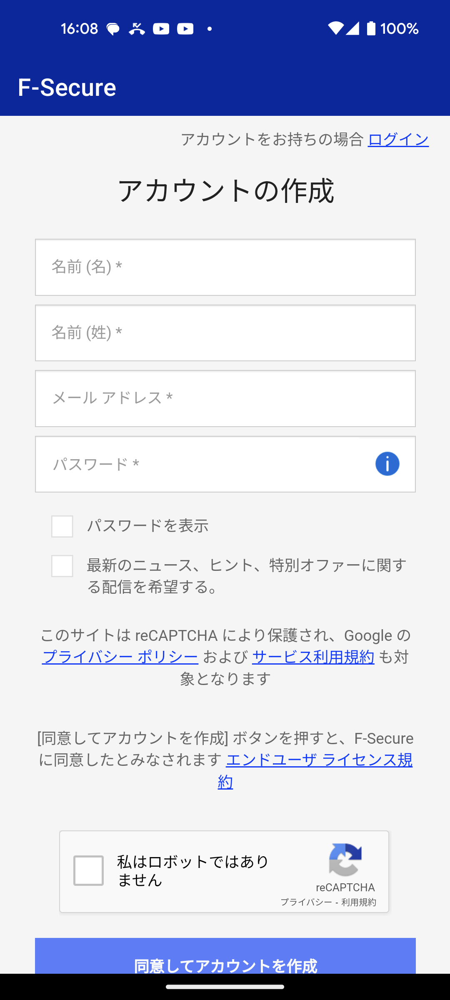 16:08
100%
F-Secure
アカウントをお持ちの場合 ログイン
アカウントの作成
名前 (名) *
名前 (姓) *
メール アドレス *
パスワード *
パスワードを表示
最新のニュース、ヒント、特別オファーに関す
る配信を希望する。
このサイトは reCAPTCHA により保護され、Google の
プライバシー ポリシー および サービス利用規約 も対
象となります
[同意してアカウントを作成] ボタンを押すと、F-Secure
に同意したとみなされます エンドユーザ ライセンス規
約
私はロボットではあり
ません
reCAPTCHA
プライバシー - 利用規約
同意してアカウントを作成